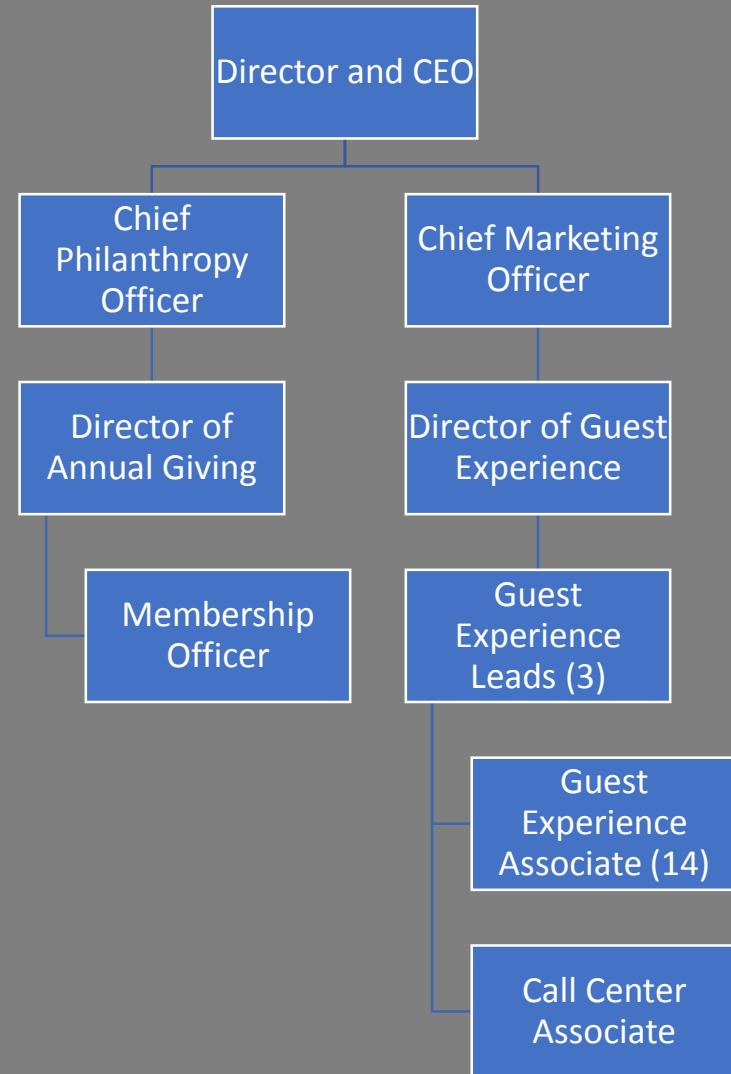 Director and CEO
Chief
Philanthropy
Officer
Chief Marketing
Officer
Director of
Annual Giving
Director of Guest
Experience
Membership
Officer
Guest
Experience
Leads (3)
Guest
Experience
Associate (14)
Call Center
Associate